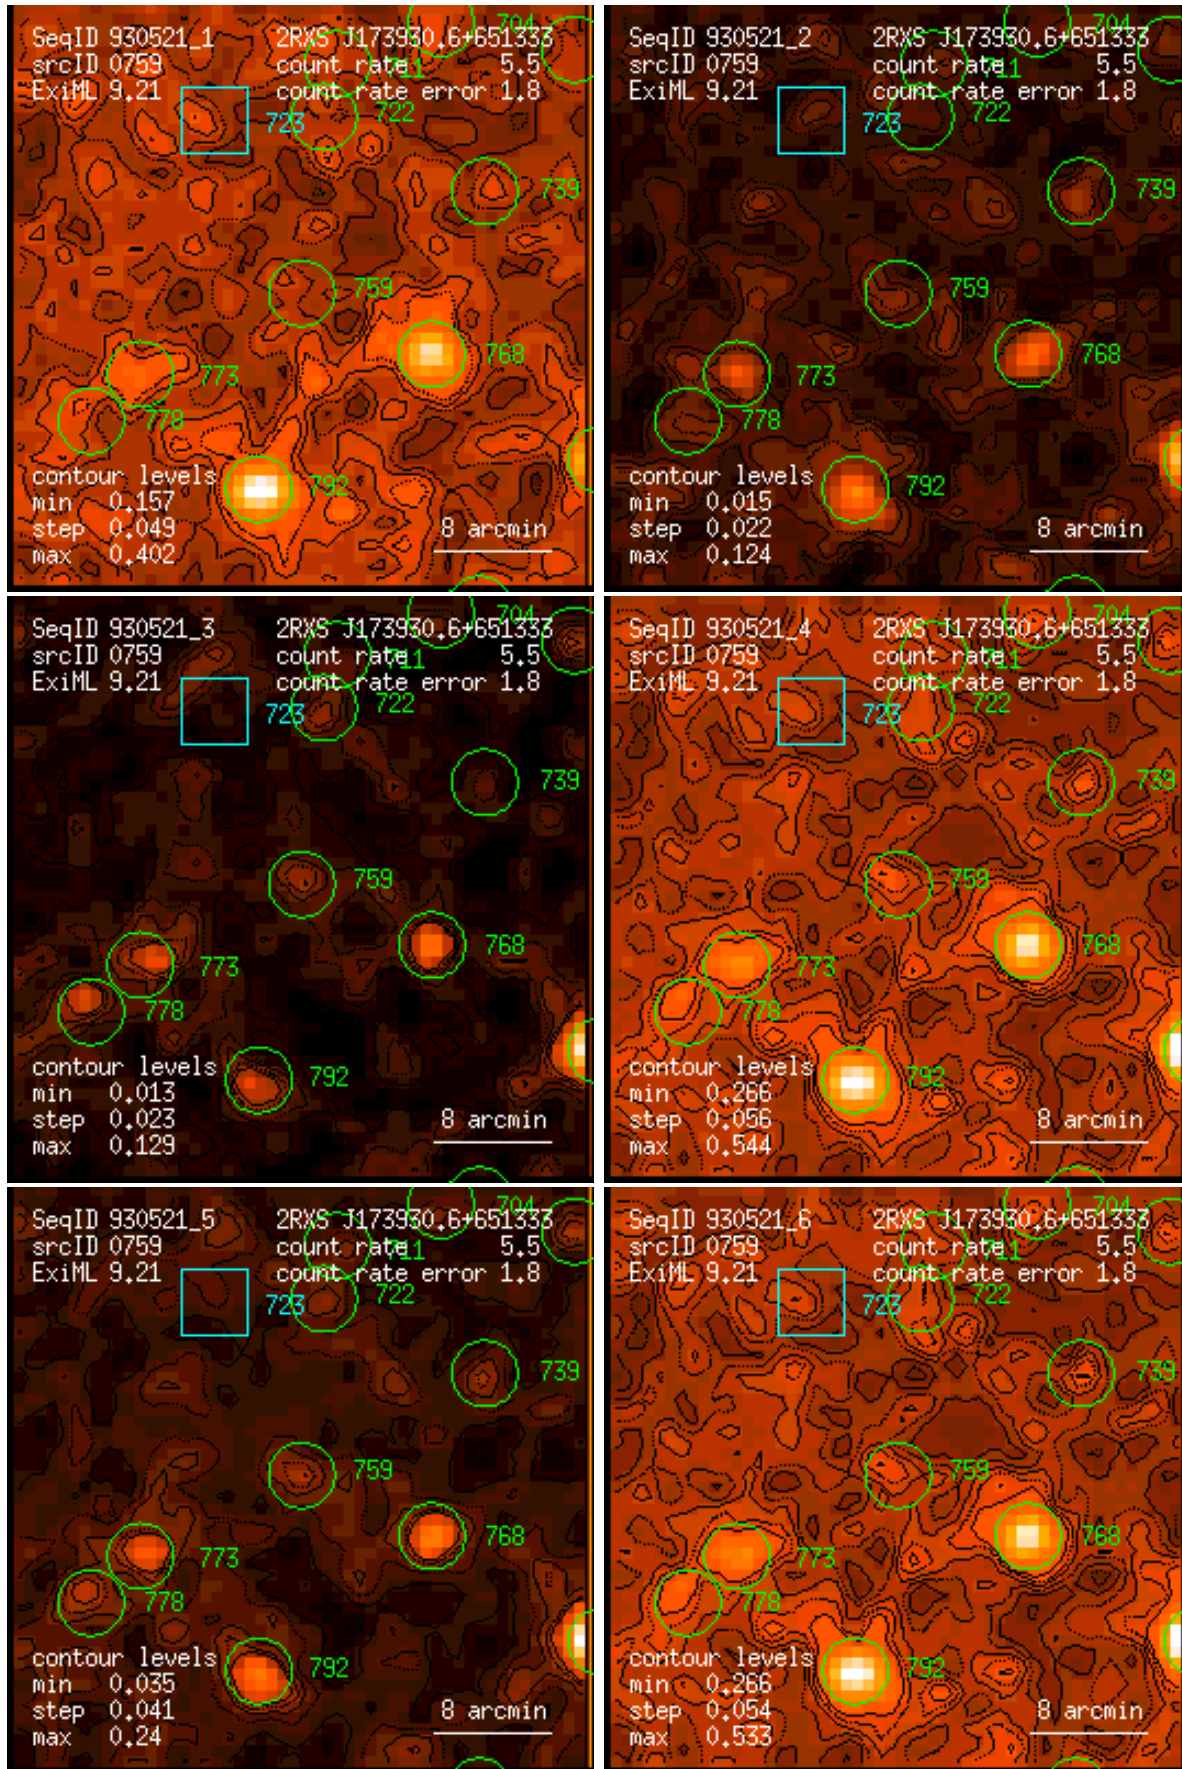 704
SeqID 930521_1 2RXS J173930.6+651333
srcID 0759 count rate 711 5.5
ExiML 9.21 count rate error 1.8
722
723
739
759
768
773
778
792
contour levels
min 0.157
step 0.049
max 0.402
8 arcmin
704
SeqID 930521_2 2RXS J173930.6+651333
srcID 0759 count rate 711 5.5
ExiML 9.21 count rate error 1.8
722
723
739
759
768
773
778
792
contour levels
min 0.015
step 0.022
max 0.124
8 arcmin
704
SeqID 930521_3 2RXS J173930.6+651333
srcID 0759 count rate 711 5.5
ExiML 9.21 count rate error 1.8
722
723
739
759
768
773
778
792
contour levels
min 0.013
step 0.023
max 0.129
8 arcmin
704
SeqID 930521_4 2RXS J173930.6+651333
srcID 0759 count rate 711 5.5
ExiML 9.21 count rate error 1.8
722
723
739
759
768
773
778
792
contour levels
min 0.266
step 0.056
max 0.544
8 arcmin
704
SeqID 930521_5 2RXS J173930.6+651333
srcID 0759 count rate 711 5.5
ExiML 9.21 count rate error 1.8
722
723
739
759
768
773
778
792
contour levels
min 0.035
step 0.041
max 0.24
8 arcmin
704
SeqID 930521_6 2RXS J173930.6+651333
srcID 0759 count rate 711 5.5
ExiML 9.21 count rate error 1.8
722
723
739
759
768
773
778
792
contour levels
min 0.266
step 0.054
max 0.533
8 arcmin